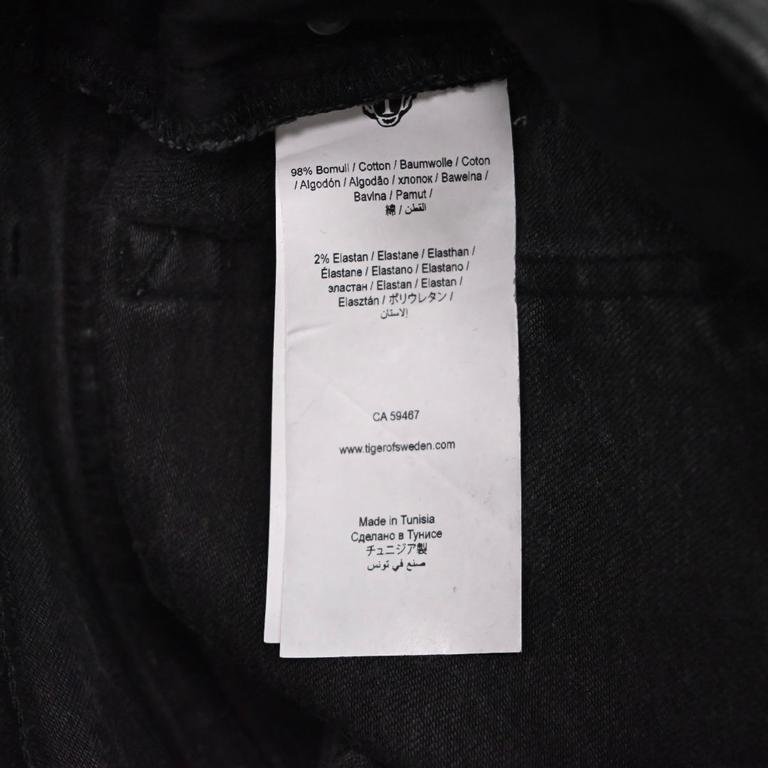 98% Bomull / Cotton / Baumwolle / Coton
/ Algodón / Algodão / хлопок / Bawełna /
Bavlna / Pamut /
綿 / القطن
2% Elastan / Elastane / Elasthan /
Élastane / Elastano / Elastano /
эластан / Elastan / Elastan /
Elasztán / ポリウレタン /
إلاستان
CA 59467
www.tigerofsweden.com
Made in Tunisia
Сделано в Тунисе
チュニジア製
صنع في تونس